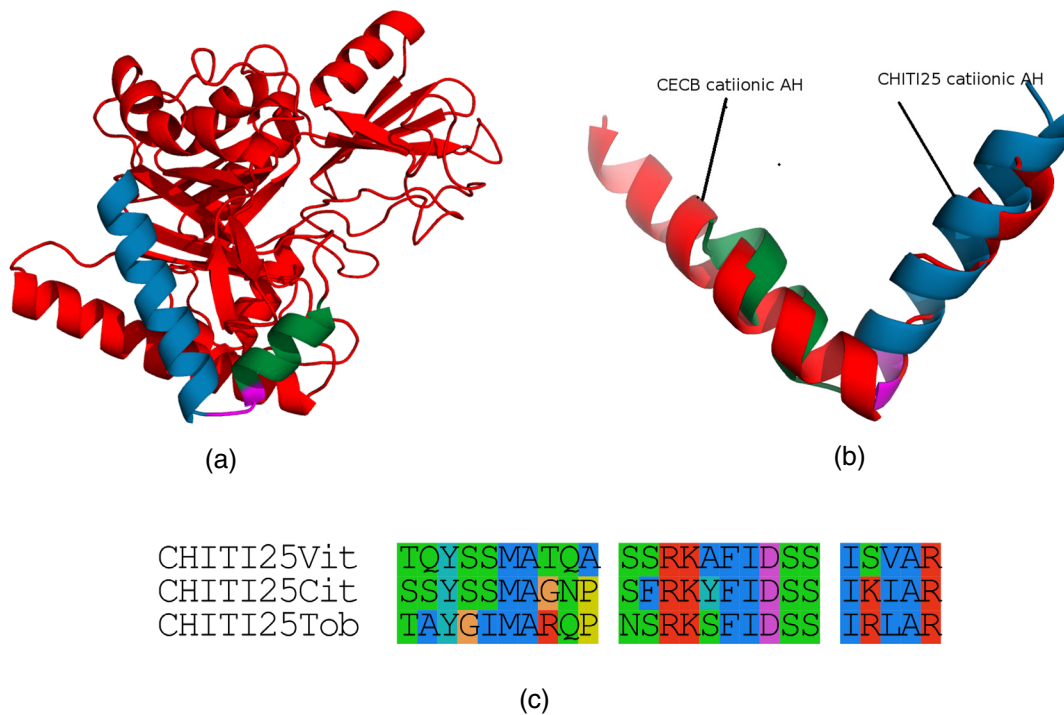 CECB catiionic AH
CHITI25 catiionic AH
(a)
(b)
CHITI25Vit TQYSSMATQA SSRKAFIDSS ISVAR
CHITI25Cit SSYSSMAGNP SFRKYFIDSS IKIAR
CHITI25Tob TAYGIMARQP NSRKSFIDSS IRLAR
(c)